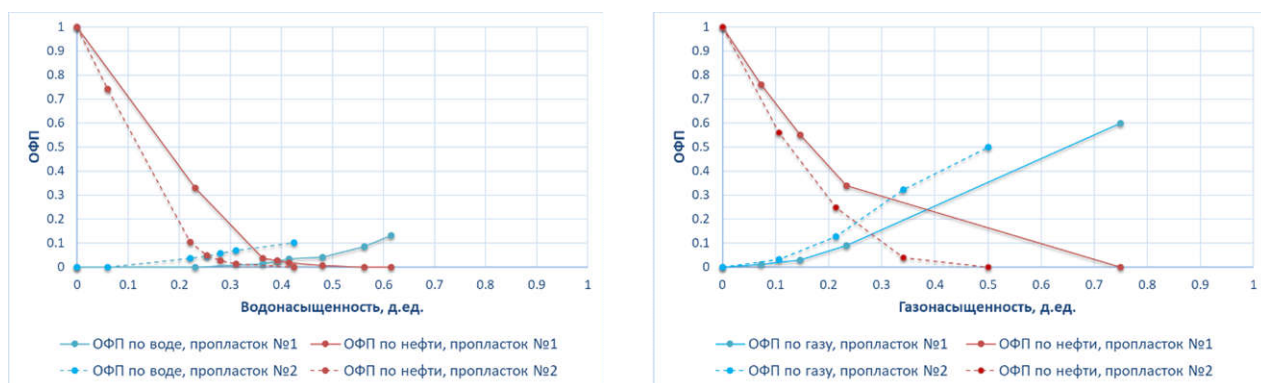 1
0.9
0.8
0.7
0.6
0.5
0.4
0.3
0.2
0.1
0
ОФП
0 0.1 0.2 0.3 0.4 0.5 0.6 0.7 0.8 0.9 1
Водонасыщенность, д.ед.
ОФП по воде, пропласток №1 ОФП по нефти, пропласток №1
ОФП по воде, пропласток №2 ОФП по нефти, пропласток №2
1
0.9
0.8
0.7
0.6
0.5
0.4
0.3
0.2
0.1
0
ОФП
0 0.1 0.2 0.3 0.4 0.5 0.6 0.7 0.8 0.9 1
Газонасыщенность, д.ед.
ОФП по газу, пропласток №1 ОФП по нефти, пропласток №1
ОФП по газу, пропласток №2 ОФП по нефти, пропласток №2